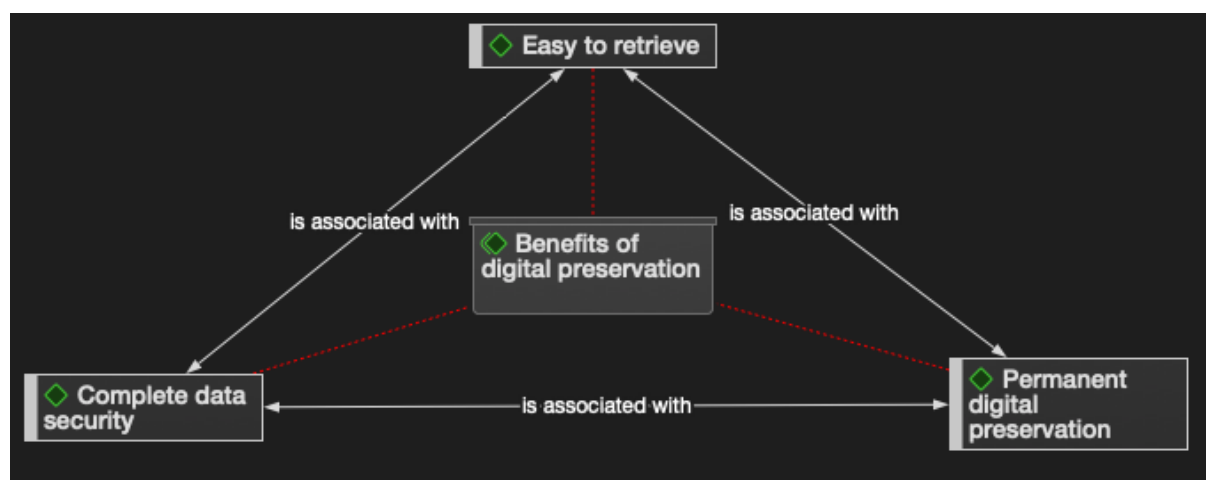 Easy to retrieve
is associated with
is associated with
Benefits of
digital preservation
Complete data
security
is associated with
Permanent
digital
preservation